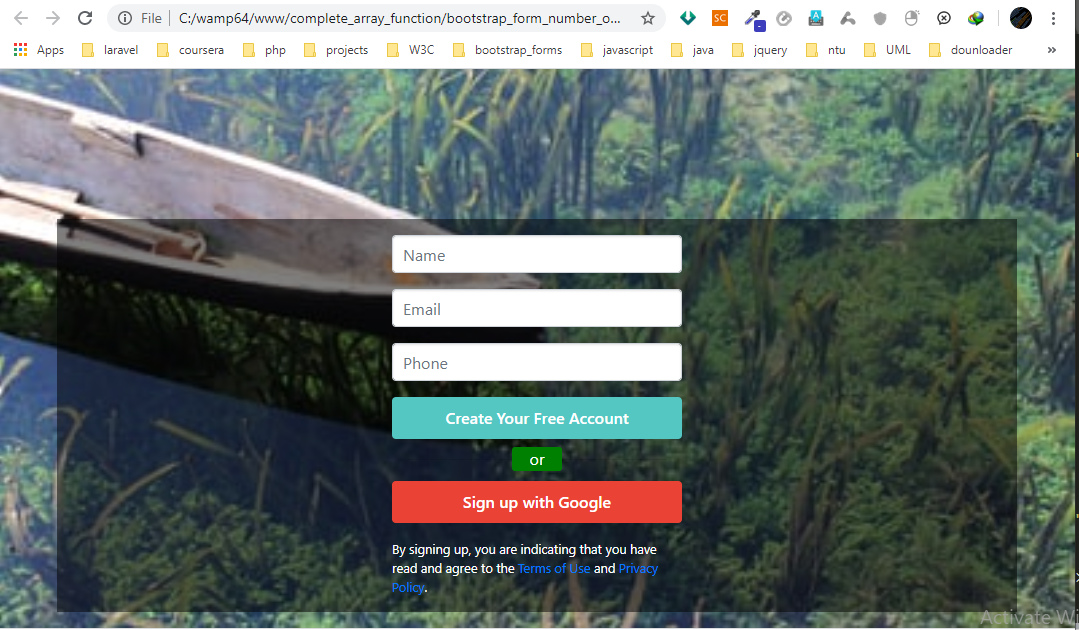 File C:/wamp64/www/complete_array_function/bootstrap_form_number_o...
SC
-
Apps laravel coursera php projects W3C bootstrap_forms javascript java jquery ntu UML dounloader »
Name
Email
Phone
Create Your Free Account
or
Sign up with Google
By signing up, you are indicating that you have
read and agree to the Terms of Use and Privacy
Policy.
Activate Wi